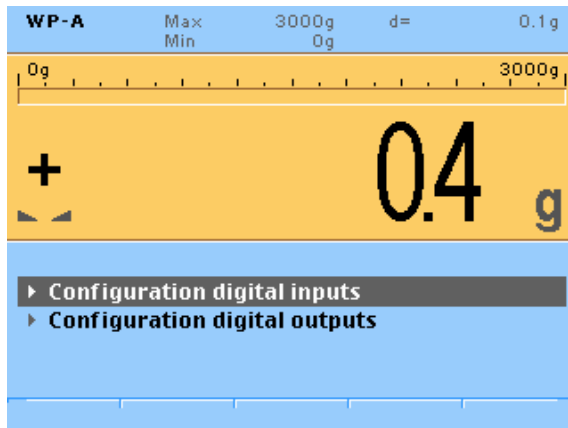 WP-A Max 3000g d= 0.1g
Min 0g
0g 3000g
+ 0.4 g
Configuration digital inputs
Configuration digital outputs